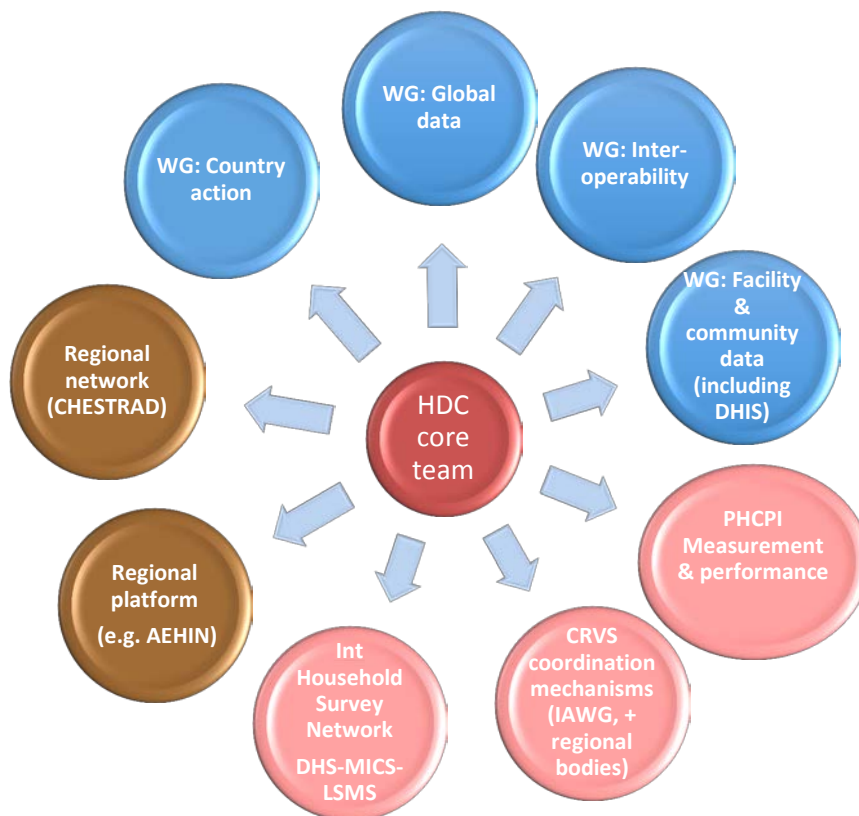 WG: Global
data
WG: Country
action
WG: Inter-
operability
WG: Facility
&
community
data
(including
DHIS)
Regional
network
(CHESTRAD)
HDC
core
team
PHCPI
Measurement
& performance
Regional
platform
(e.g. AEHIN)
CRVS
coordination
mechanisms
(IAWG, +
regional
bodies)
Int
Household
Survey
Network
DHS-MICS-
LSMS